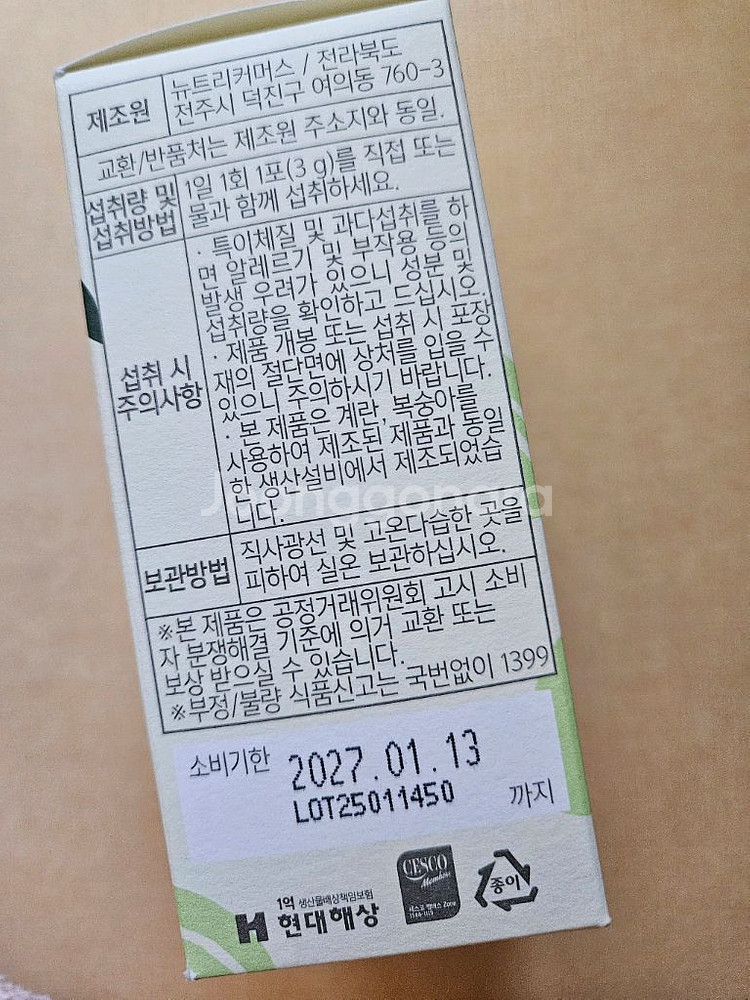 제조원
뉴트리커머스 / 전라북도
전주시 덕진구 여의동 760-3
교환/반품처는 제조원 주소지와 동일.
섭취량 및
섭취방법
1일 1회 1포(3 g)를 직접 또는
물과 함께 섭취하세요.
섭취 시
주의사항
· 특이체질 및 과다섭취를 하
면 알레르기 및 부작용 등의
발생 우려가 있으니 성분 및
섭취량을 확인하고 드십시오.
· 제품 개봉 또는 섭취 시 포장
재의 절단면에 상처를 입을 수
있으니 주의하시기 바랍니다.
· 본 제품은 계란, 복숭아를
사용하여 제조된 제품과 동일
한 생산설비에서 제조되었습
니다.
보관방법
직사광선 및 고온다습한 곳을
피하여 실온 보관하십시오.
※본 제품은 공정거래위원회 고시 소비
자 분쟁해결 기준에 의거 교환 또는
보상 받으실 수 있습니다.
※부정/불량 식품신고는 국번없이 1399
소비기한
2027.01.13
LOT25011450
까지
1억 생산물배상책임보험
현대해상
CESCO
Members
종이
Joonggonara